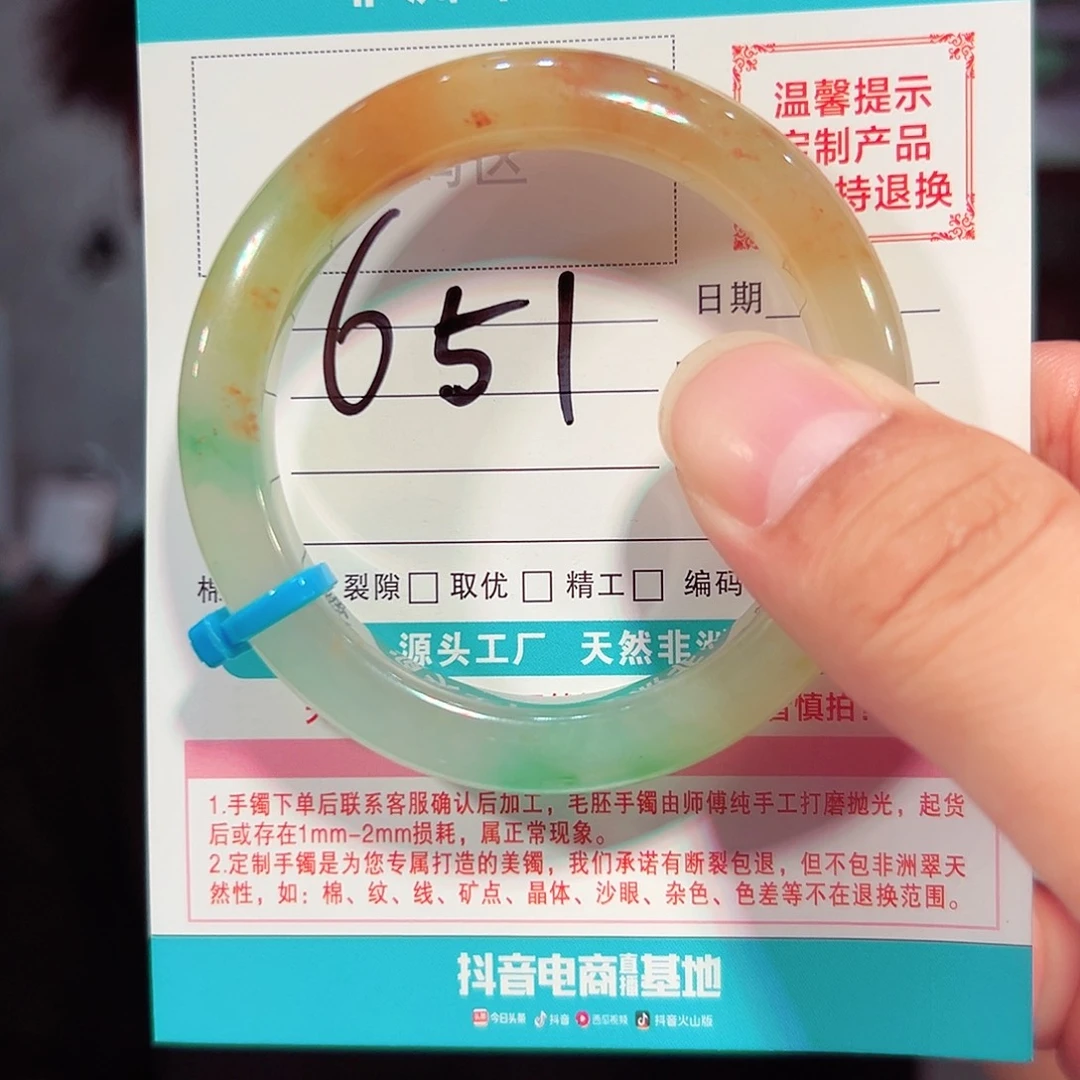 温馨提示
定制产品
持退换
651
日期
裂隙□ 取优□ 精工□ 编码
源头工厂 天然非洲
慎拍
1.手镯下单后联系客服确认后加工，毛胚手镯由师傅纯手工打磨抛光，起货
后或存在1mm-2mm损耗，属正常现象。
2.定制手镯是为您专属打造的美镯，我们承诺有断裂包退，但不包非洲翠天
然性，如：棉、纹、线、矿点、晶体、沙眼、杂色、色差等不在退换范围。
抖音电商直播基地
今日头条 抖音 西瓜视频 抖音火山版